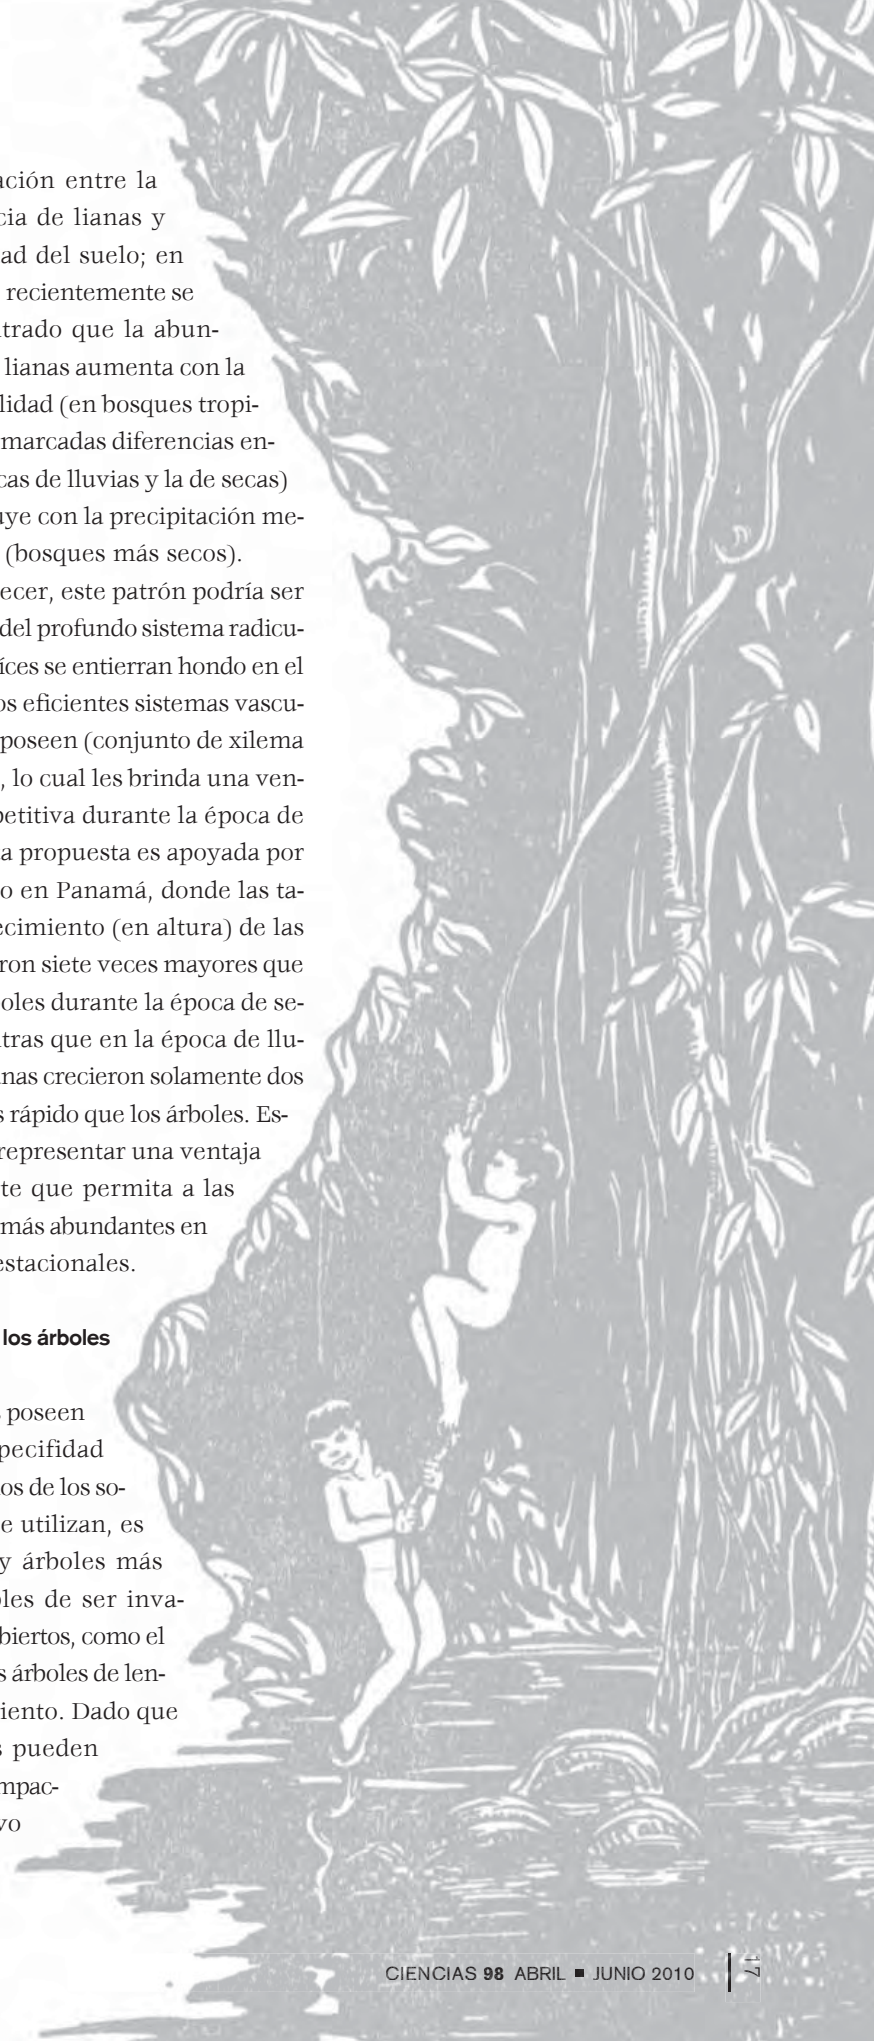 ación entre la
cia de lianas y
ad del suelo; en
recientemente se
trado que la abun-
lianas aumenta con la
lidad (en bosques tropi-
marcadas diferencias en-
cas de lluvias y la de secas)
uye con la precipitación me-
(bosques más secos).
ecer, este patrón podría ser
del profundo sistema radicu-
íces se entierran hondo en el
os eficientes sistemas vascu-
poseen (conjunto de xilema
, lo cual les brinda una ven-
petitiva durante la época de
a propuesta es apoyada por
o en Panamá, donde las ta-
ecimiento (en altura) de las
ron siete veces mayores que
oles durante la época de se-
tras que en la época de llu-
nas crecieron solamente dos
s rápido que los árboles. Es-
representar una ventaja
te que permita a las
más abundantes en
estacionales.
los árboles
poseen
pecifidad
os de los so-
e utilizan, es
y árboles más
les de ser inva-
biertos, como el
s árboles de len-
iento. Dado que
s pueden
mpac-
vo
CIENCIAS 98 ABRIL ■ JUNIO 2010
17